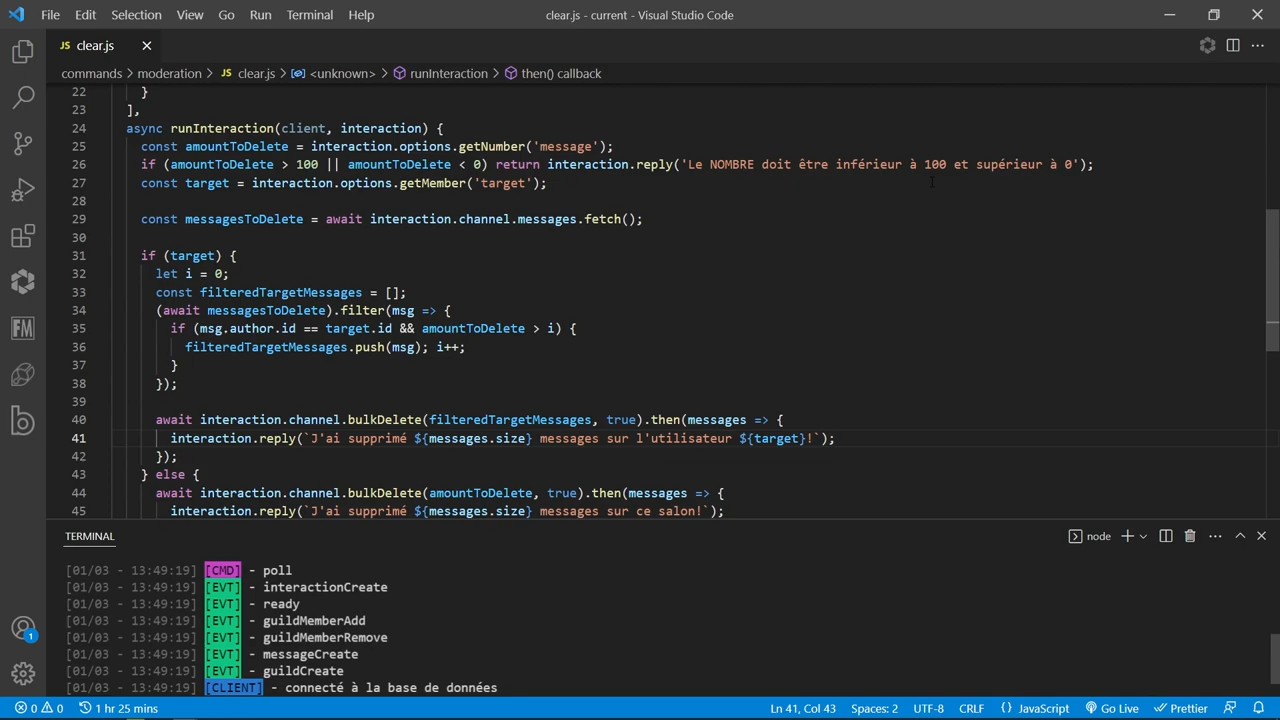 File Edit Selection View Go Run Terminal Help clear.js - current - Visual Studio Code
JS clear.js
commands > moderation > JS clear.js > <unknown> > runInteraction > then() callback
22 }
23 ],
24 async runInteraction(client, interaction) {
25 const amountToDelete = interaction.options.getNumber('message');
26 if (amountToDelete > 100 || amountToDelete < 0) return interaction.reply('Le NOMBRE doit être inférieur à 100 et supérieur à 0');
27 const target = interaction.options.getMember('target');
28
29 const messagesToDelete = await interaction.channel.messages.fetch();
30
31 if (target) {
32 let i = 0;
33 const filteredTargetMessages = [];
34 (await messagesToDelete).filter(msg => {
35 if (msg.author.id == target.id && amountToDelete > i) {
36 filteredTargetMessages.push(msg); i++;
37 }
38 });
39
40 await interaction.channel.bulkDelete(filteredTargetMessages, true).then(messages => {
41 interaction.reply(`J'ai supprimé ${messages.size} messages sur l'utilisateur ${target}!`);
42 });
43 } else {
44 await interaction.channel.bulkDelete(amountToDelete, true).then(messages => {
45 interaction.reply(`J'ai supprimé ${messages.size} messages sur ce salon!`);
FM
b
TERMINAL node
[01/03 - 13:49:19] [CMD] - poll
[01/03 - 13:49:19] [EVT] - interactionCreate
[01/03 - 13:49:19] [EVT] - ready
[01/03 - 13:49:19] [EVT] - guildMemberAdd
[01/03 - 13:49:19] [EVT] - guildMemberRemove
[01/03 - 13:49:19] [EVT] - messageCreate
[01/03 - 13:49:19] [EVT] - guildCreate
[01/03 - 13:49:19] [CLIENT] - connecté à la base de données
1
0 0 1 hr 25 mins Ln 41, Col 43 Spaces: 2 UTF-8 CRLF {} JavaScript Go Live Prettier